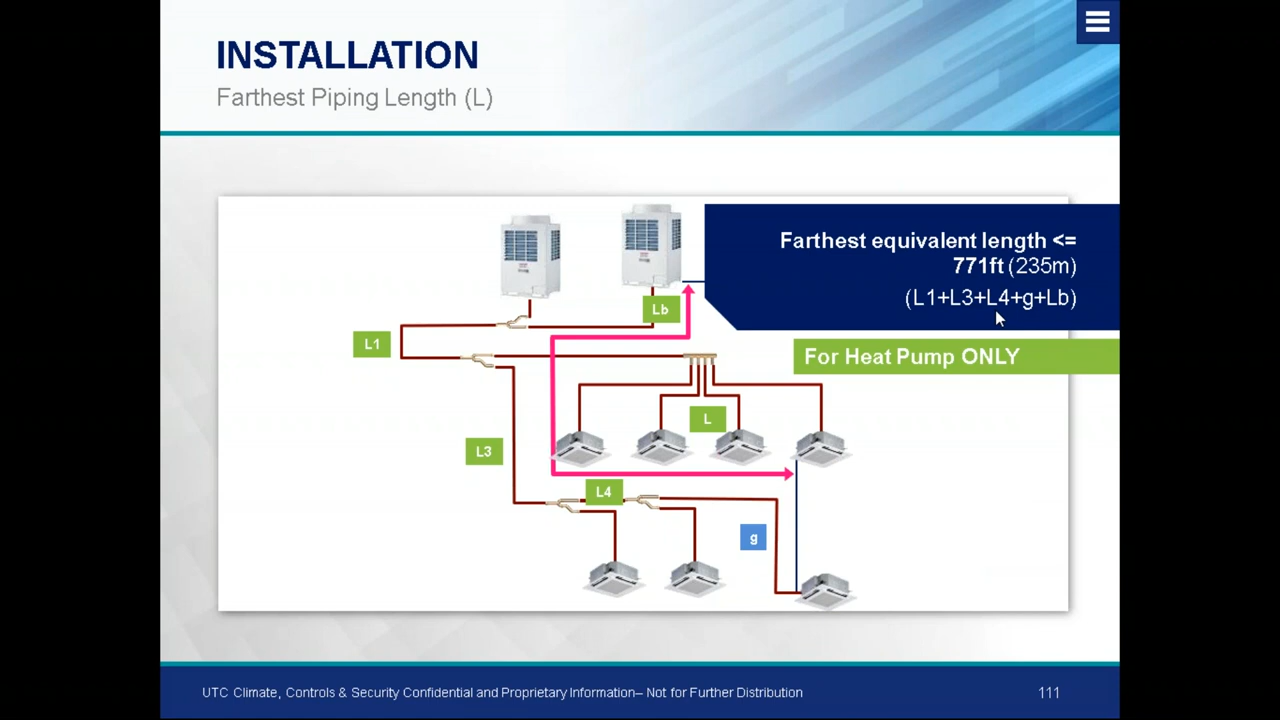 INSTALLATION
Farthest Piping Length (L)
Farthest equivalent length <=
771ft (235m)
(L1+L3+L4+g+Lb)
For Heat Pump ONLY
Lb
L1
L
L3
L4
g
UTC Climate, Controls & Security Confidential and Proprietary Information– Not for Further Distribution
111